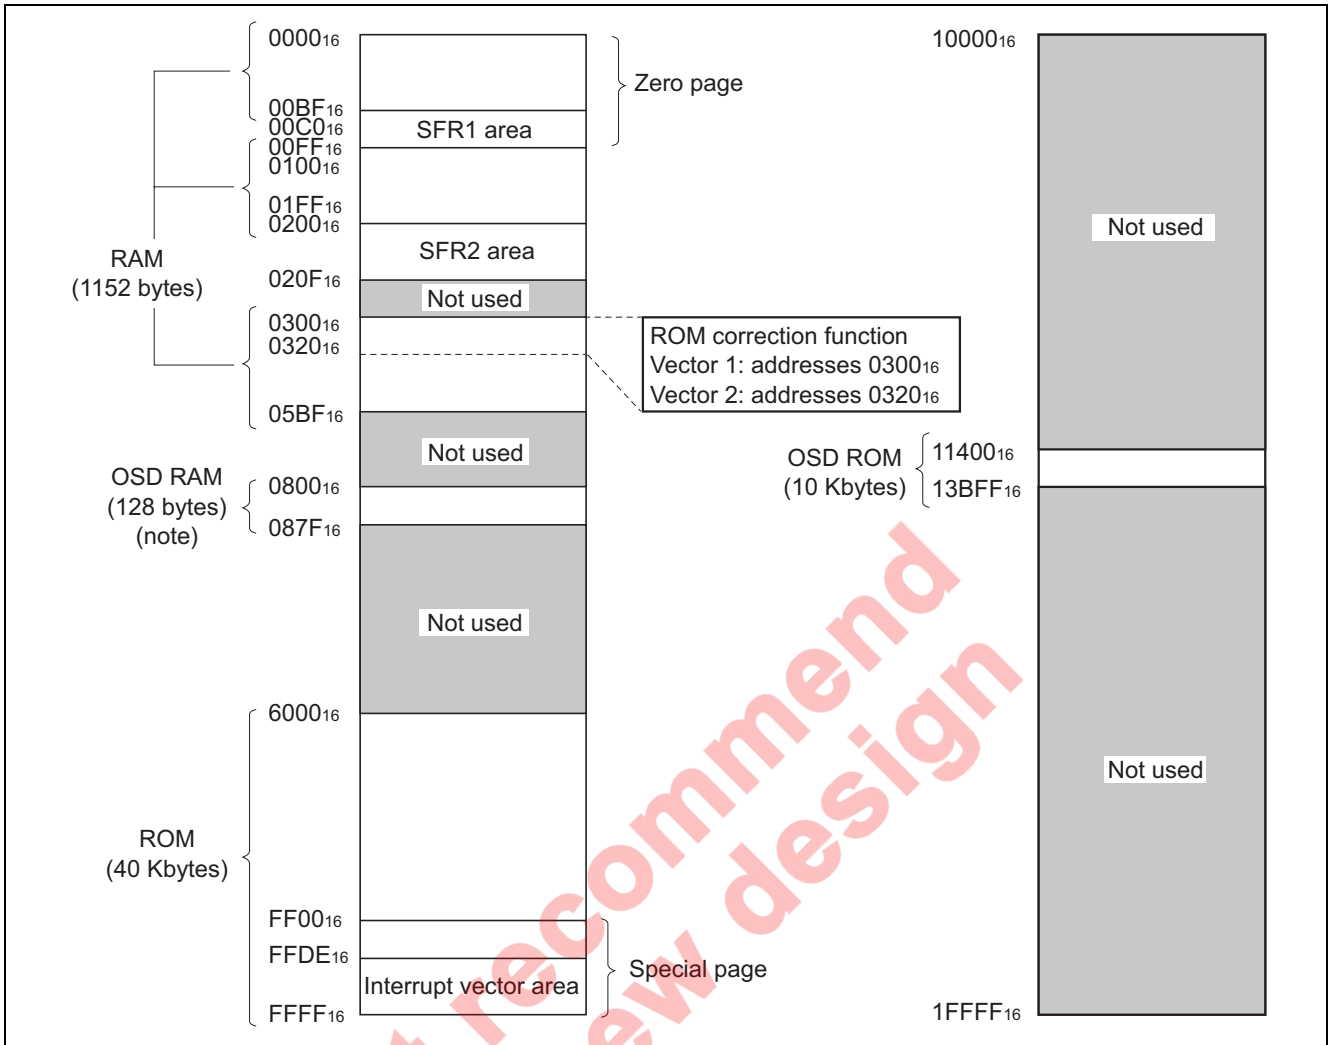 0000₁₆
00BF₁₆
00C0₁₆
SFR1 area
00FF₁₆
0100₁₆
Zero page
01FF₁₆
0200₁₆
SFR2 area
020F₁₆
Not used
RAM
(1152 bytes)
0300₁₆
0320₁₆
ROM correction function
Vector 1: addresses 0300₁₆
Vector 2: addresses 0320₁₆
05BF₁₆
Not used
OSD RAM
(128 bytes)
(note)
0800₁₆
087F₁₆
Not used
6000₁₆
ROM
(40 Kbytes)
FF00₁₆
FFDE₁₆
Special page
Interrupt vector area
FFFF₁₆
10000₁₆
Not used
OSD ROM
(10 Kbytes)
11400₁₆
13BFF₁₆
Not used
1FFFF₁₆
recommend
ew design